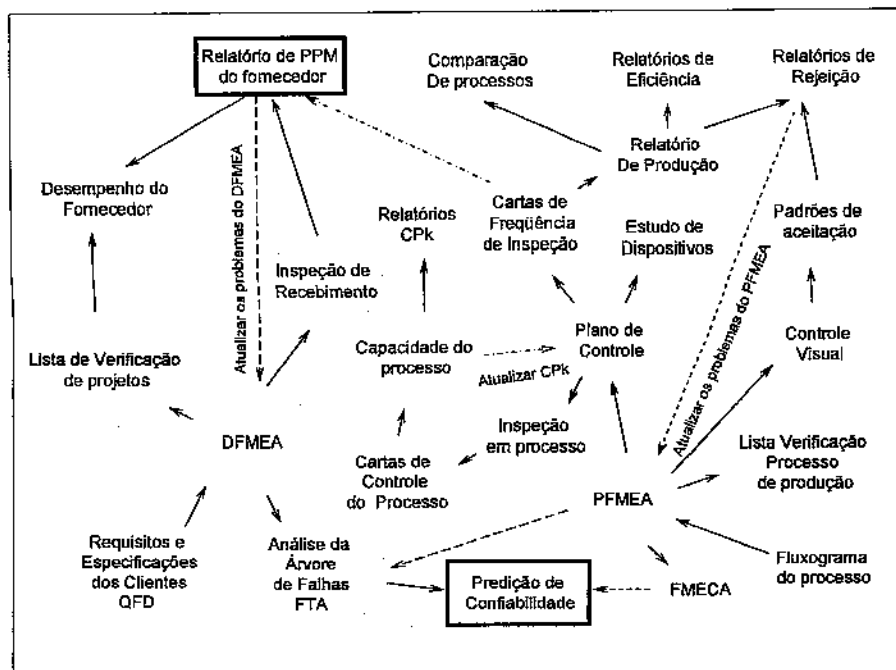 Relatório de PPM
do fornecedor
Comparação
De processos
Relatórios de
Eficiência
Relatórios de
Rejeição
Relatório
De Produção
Desempenho do
Fornecedor
Atualizar os problemas do DFMEA
Relatórios
CPk
Cartas de
Freqüência
de Inspeção
Estudo de
Dispositivos
Padrões de
aceitação
Inspeção de
Recebimento
Atualizar os problemas do PFMEA
Lista de Verificação
de projetos
Capacidade do
processo
Atualizar CPk
Plano de
Controle
Controle
Visual
DFMEA
Inspeção
em processo
Cartas de
Controle
do Processo
Lista Verificação
Processo
de produção
PFMEA
Requisitos e
Especificações
dos Clientes
QFD
Análise da
Árvore
de Falhas
FTA
Predição de
Confiabilidade
FMECA
Fluxograma
do processo